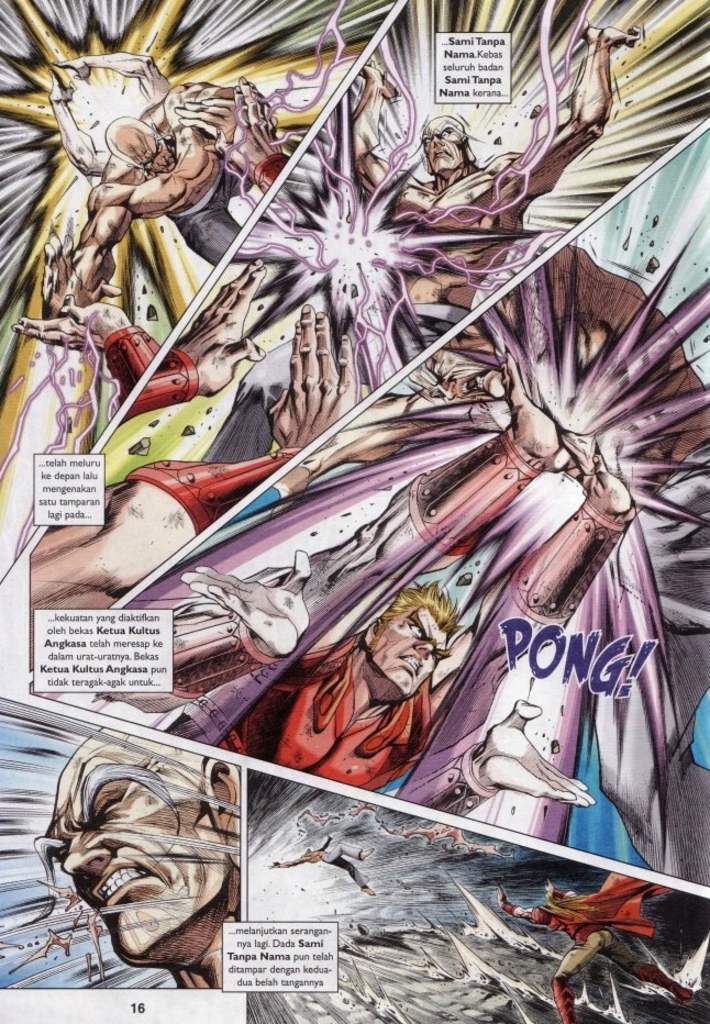 ...telah meluru
ke depan lalu
mengenakan
satu tamparan
lagi pada...
...Sami Tanpa
Nama.Kebas
seluruh badan
Sami Tanpa
Nama kerana...
...kekuatan yang diaktifkan
oleh bekas Ketua Kultus
Angkasa telah meresap ke
dalam urat-uratnya. Bekas
Ketua Kultus Angkasa pun
tidak teragak-agak untuk...
PONG!
...melanjutkan serangan-
nya lagi. Dada Sami
Tanpa Nama pun telah
ditampar dengan kedua-
dua belah tangannya
16